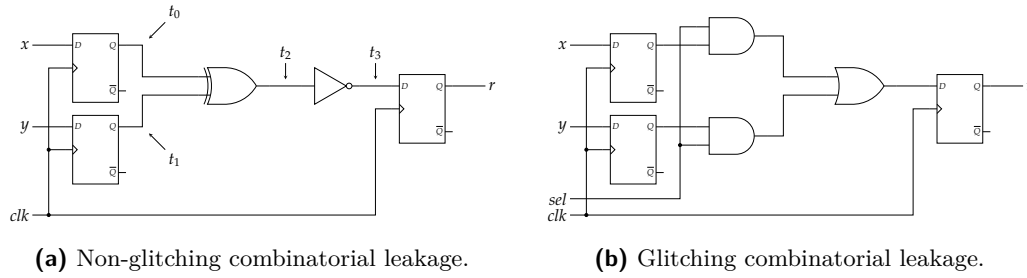 t₀
x
D Q
Q̅
t₂
t₃
D Q
Q̅
r
y
D Q
Q̅
t₁
clk
(a) Non-glitching combinatorial leakage.
x
D Q
Q̅
D Q
Q̅
y
D Q
Q̅
sel
clk
(b) Glitching combinatorial leakage.